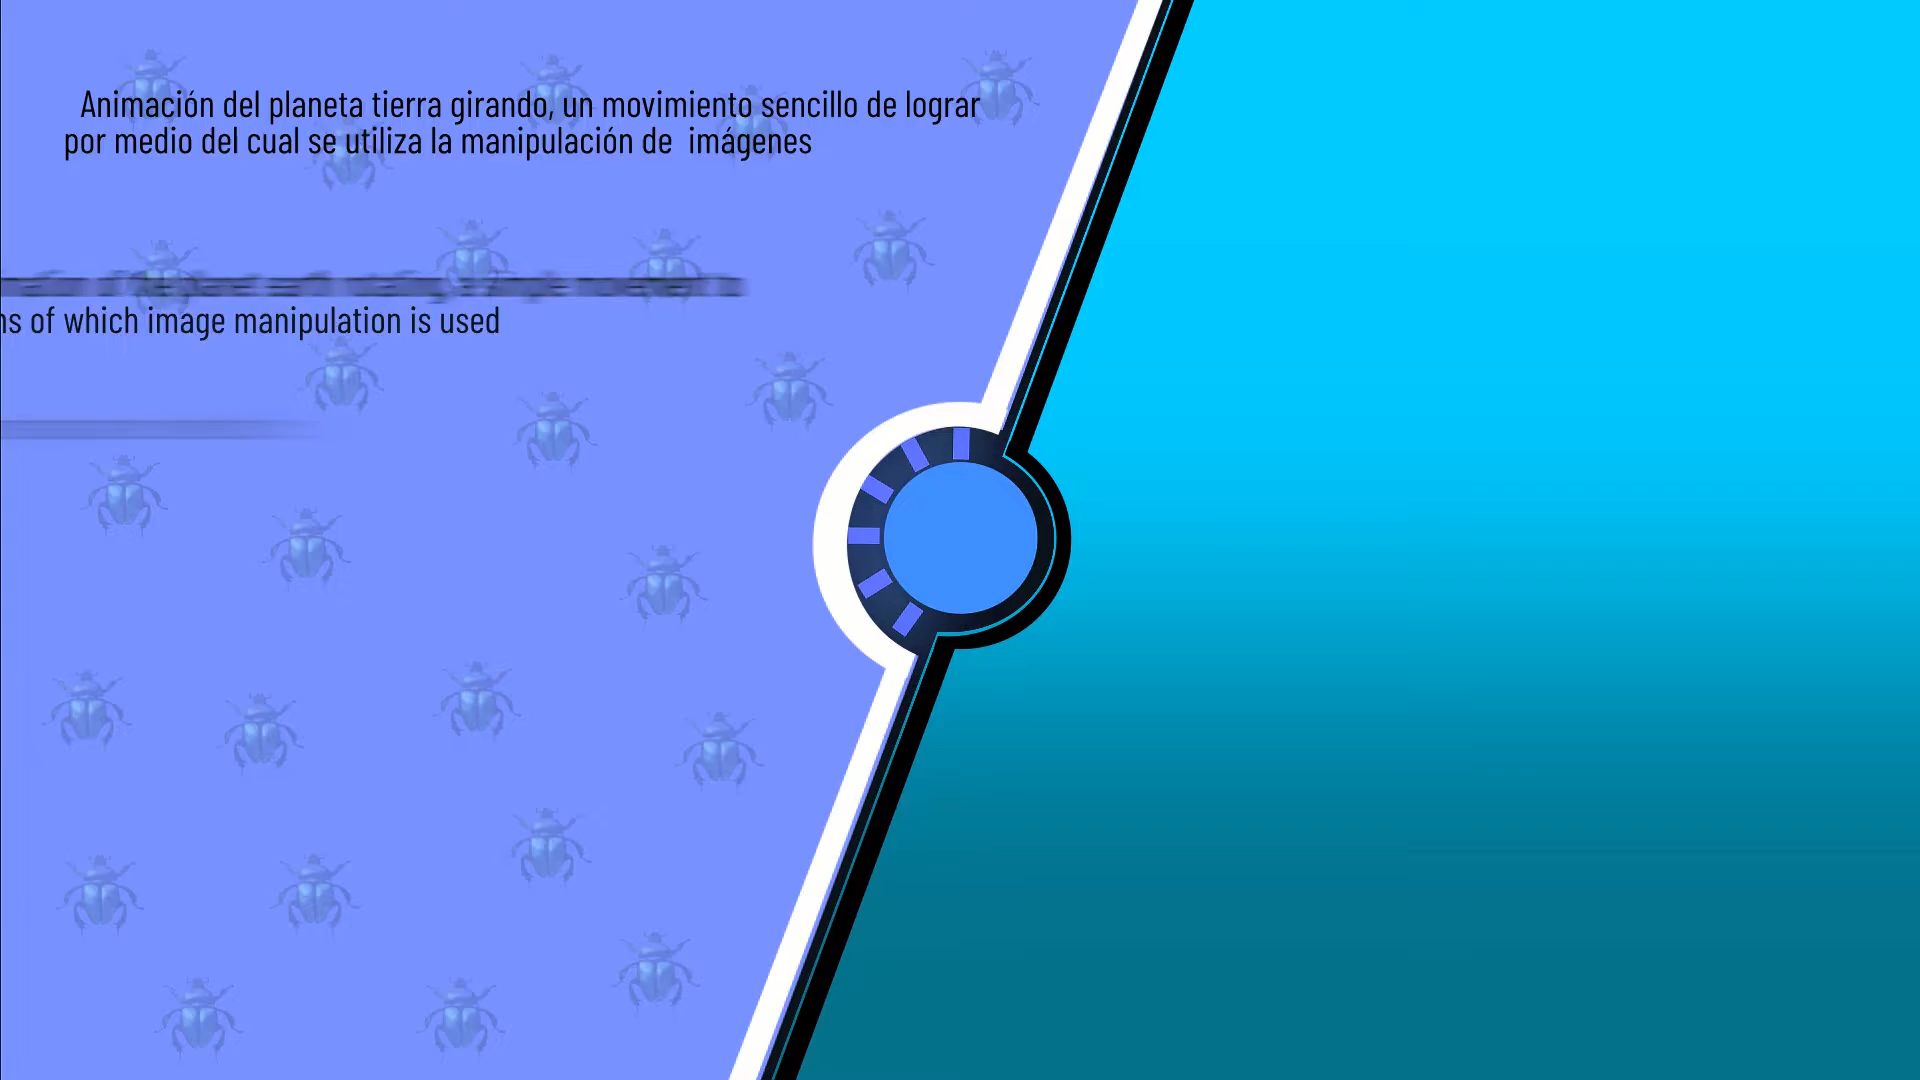 Animación del planeta tierra girando, un movimiento sencillo de lograr
por medio del cual se utiliza la manipulación de imágenes
of which image manipulation is used